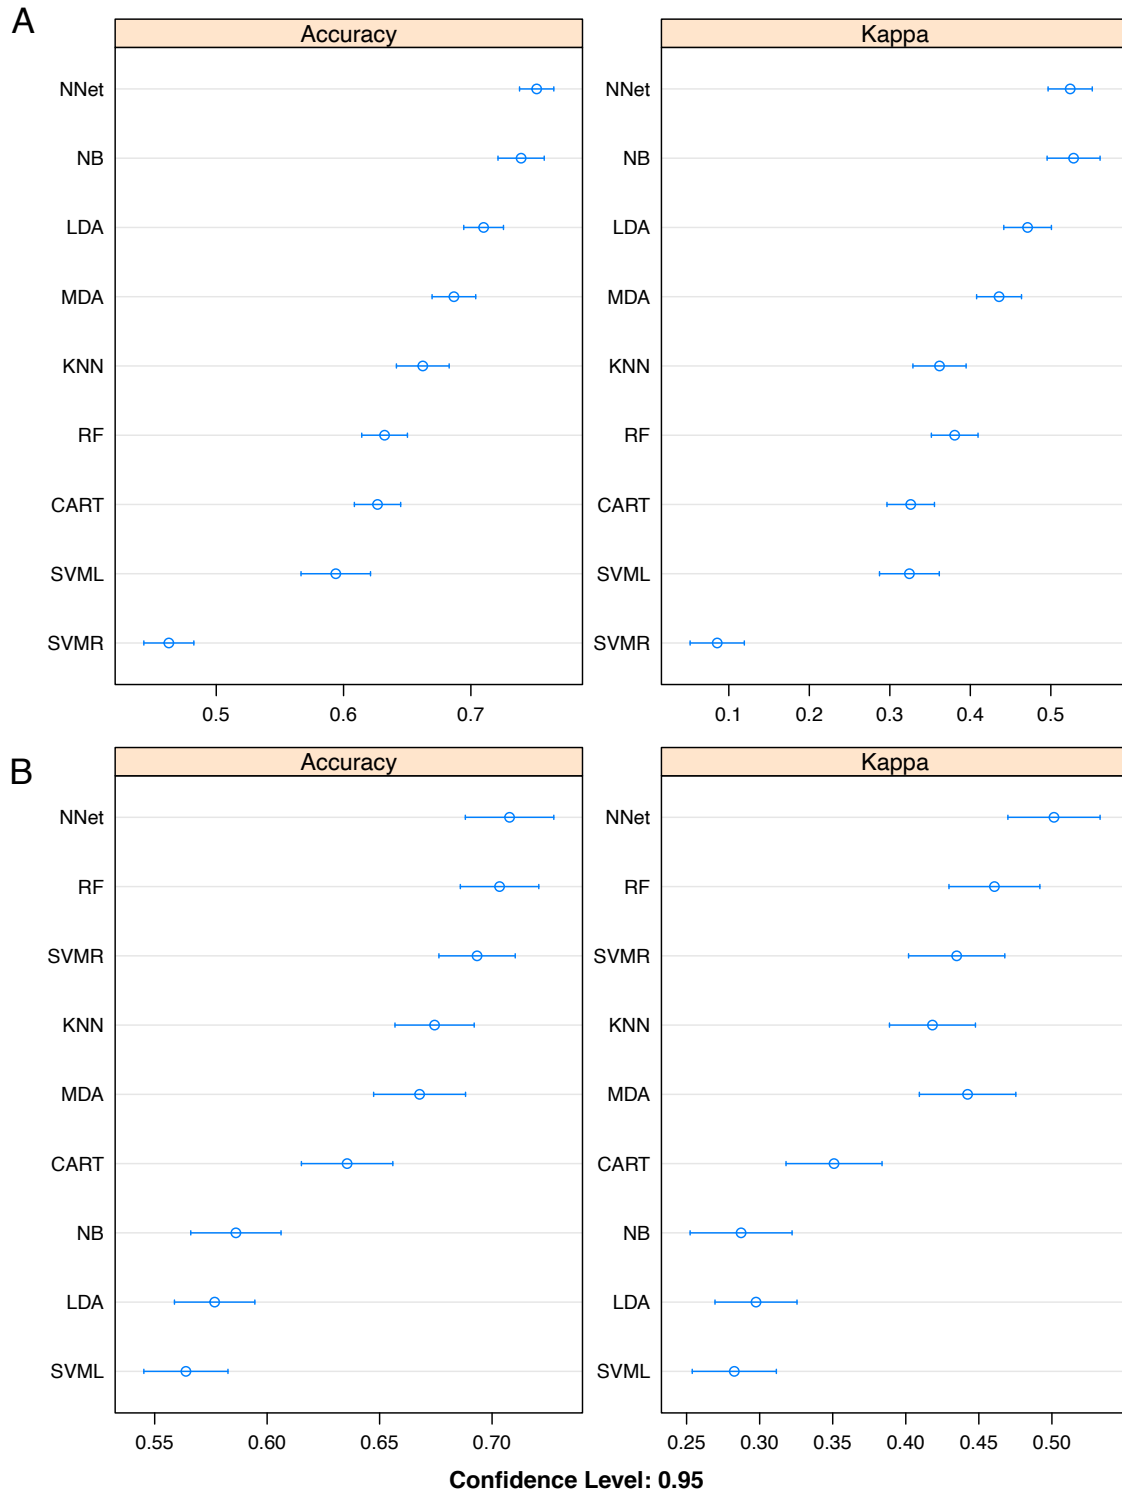 A
Accuracy
Kappa
NNet
NNet
NB
NB
LDA
LDA
MDA
MDA
KNN
KNN
RF
RF
CART
CART
SVML
SVML
SVMR
SVMR
0.5 0.6 0.7
0.1 0.2 0.3 0.4 0.5
B
Accuracy
Kappa
NNet
NNet
RF
RF
SVMR
SVMR
KNN
KNN
MDA
MDA
CART
CART
NB
NB
LDA
LDA
SVML
SVML
0.55 0.60 0.65 0.70
0.25 0.30 0.35 0.40 0.45 0.50
Confidence Level: 0.95